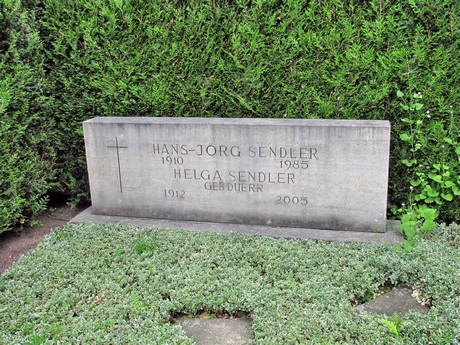 HANS-JÖRG SENDLER
1910 1985
HELGA SENDLER
GEB DUERR
1912 2005